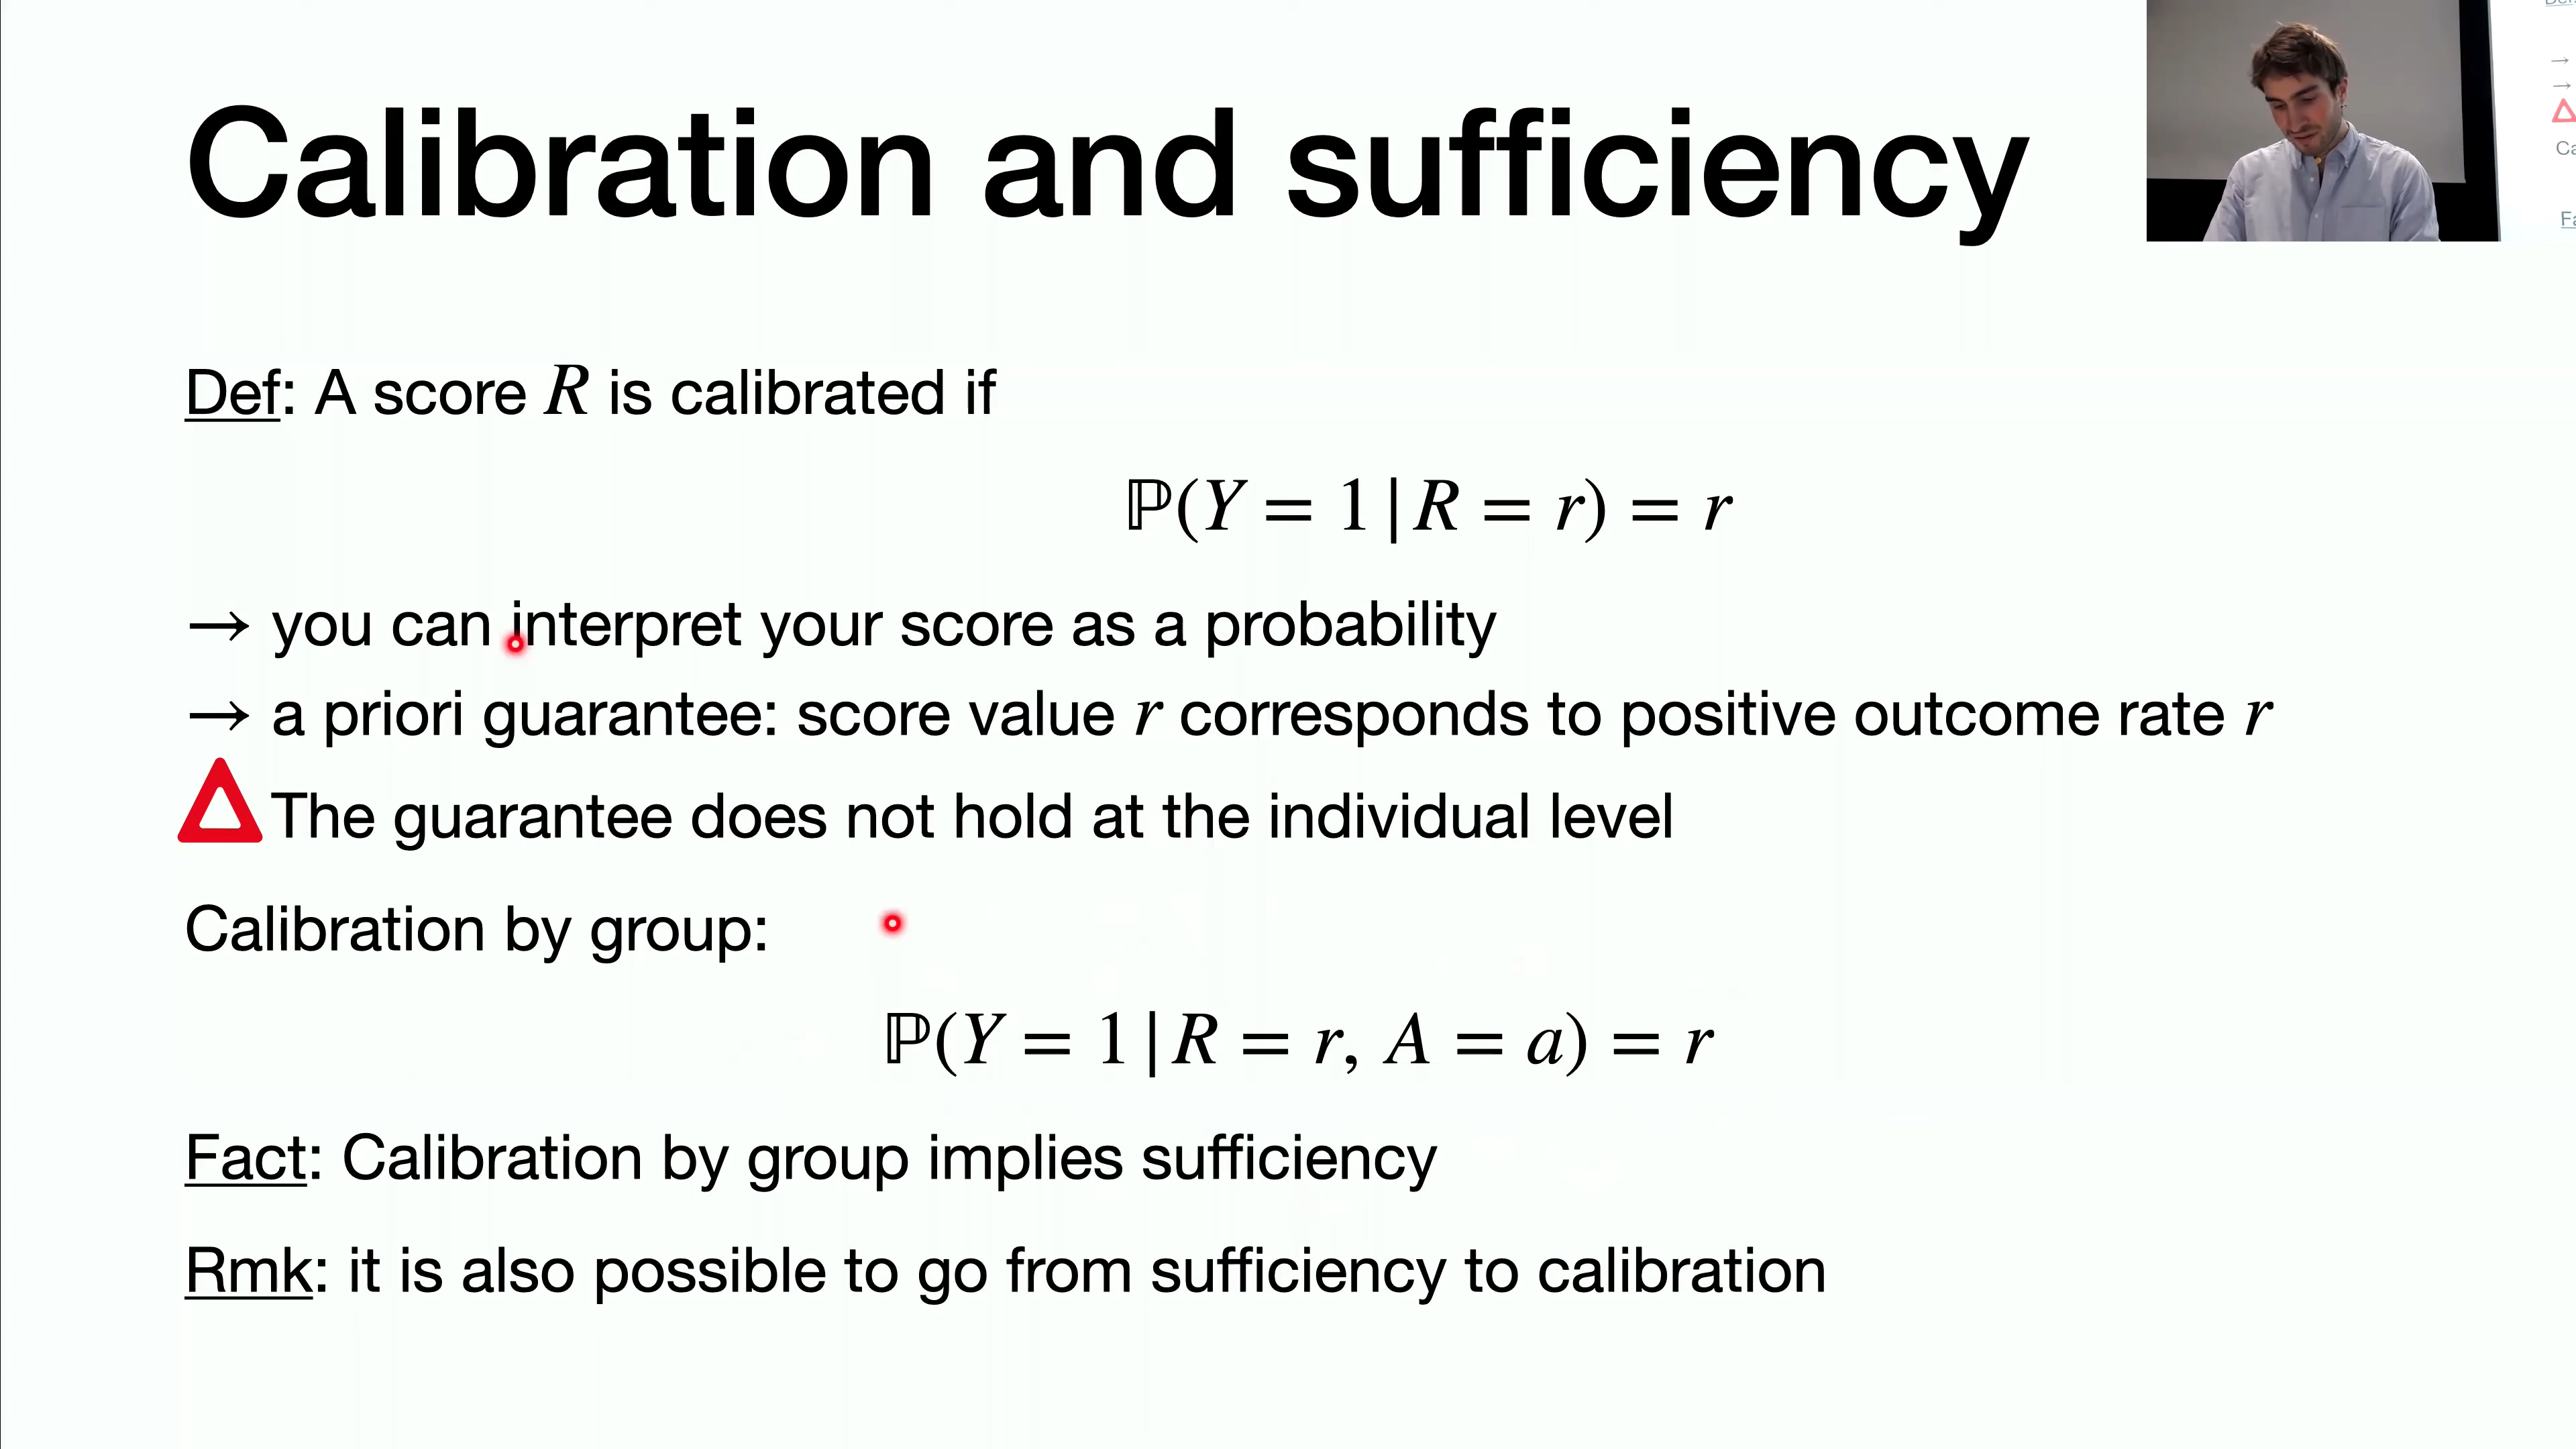 Calibration and sufficiency
Def: A score R is calibrated if
ℙ(Y = 1 | R = r) = r
→ you can interpret your score as a probability
→ a priori guarantee: score value r corresponds to positive outcome rate r
The guarantee does not hold at the individual level
Calibration by group:
ℙ(Y = 1 | R = r, A = a) = r
Fact: Calibration by group implies sufficiency
Rmk: it is also possible to go from sufficiency to calibration